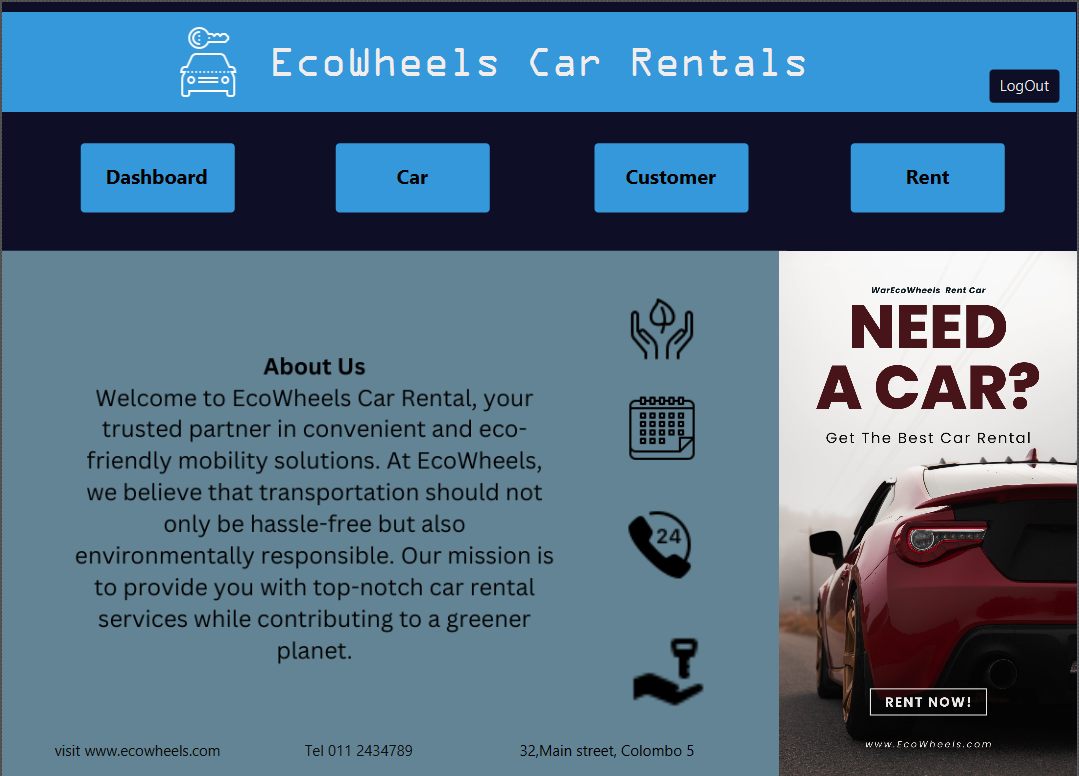 EcoWheels Car Rentals
LogOut
Dashboard
Car
Customer
Rent
About Us
Welcome to EcoWheels Car Rental, your
trusted partner in convenient and eco-
friendly mobility solutions. At EcoWheels,
we believe that transportation should not
only be hassle-free but also
environmentally responsible. Our mission is
to provide you with top-notch car rental
services while contributing to a greener
planet.
24
visit www.ecowheels.com
Tel 011 2434789
32,Main street, Colombo 5
WarEcoWheels Rent Car
NEED
A CAR?
Get The Best Car Rental
RENT NOW!
www.EcoWheels.com